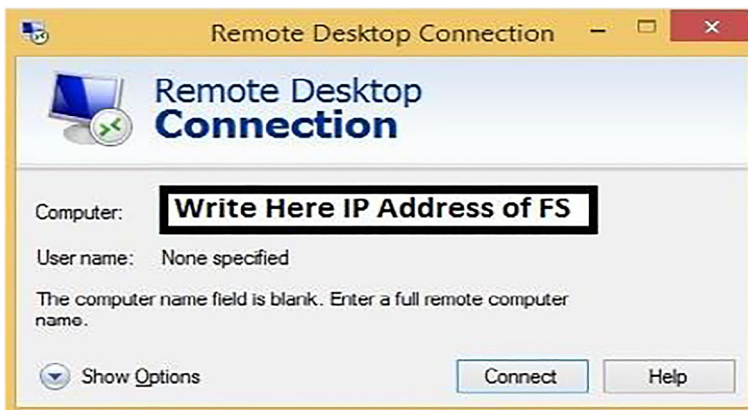 Remote Desktop Connection
Remote Desktop
Connection
Computer: Write Here IP Address of FS
User name: None specified
The computer name field is blank. Enter a full remote computer
name.
Show Options Connect Help